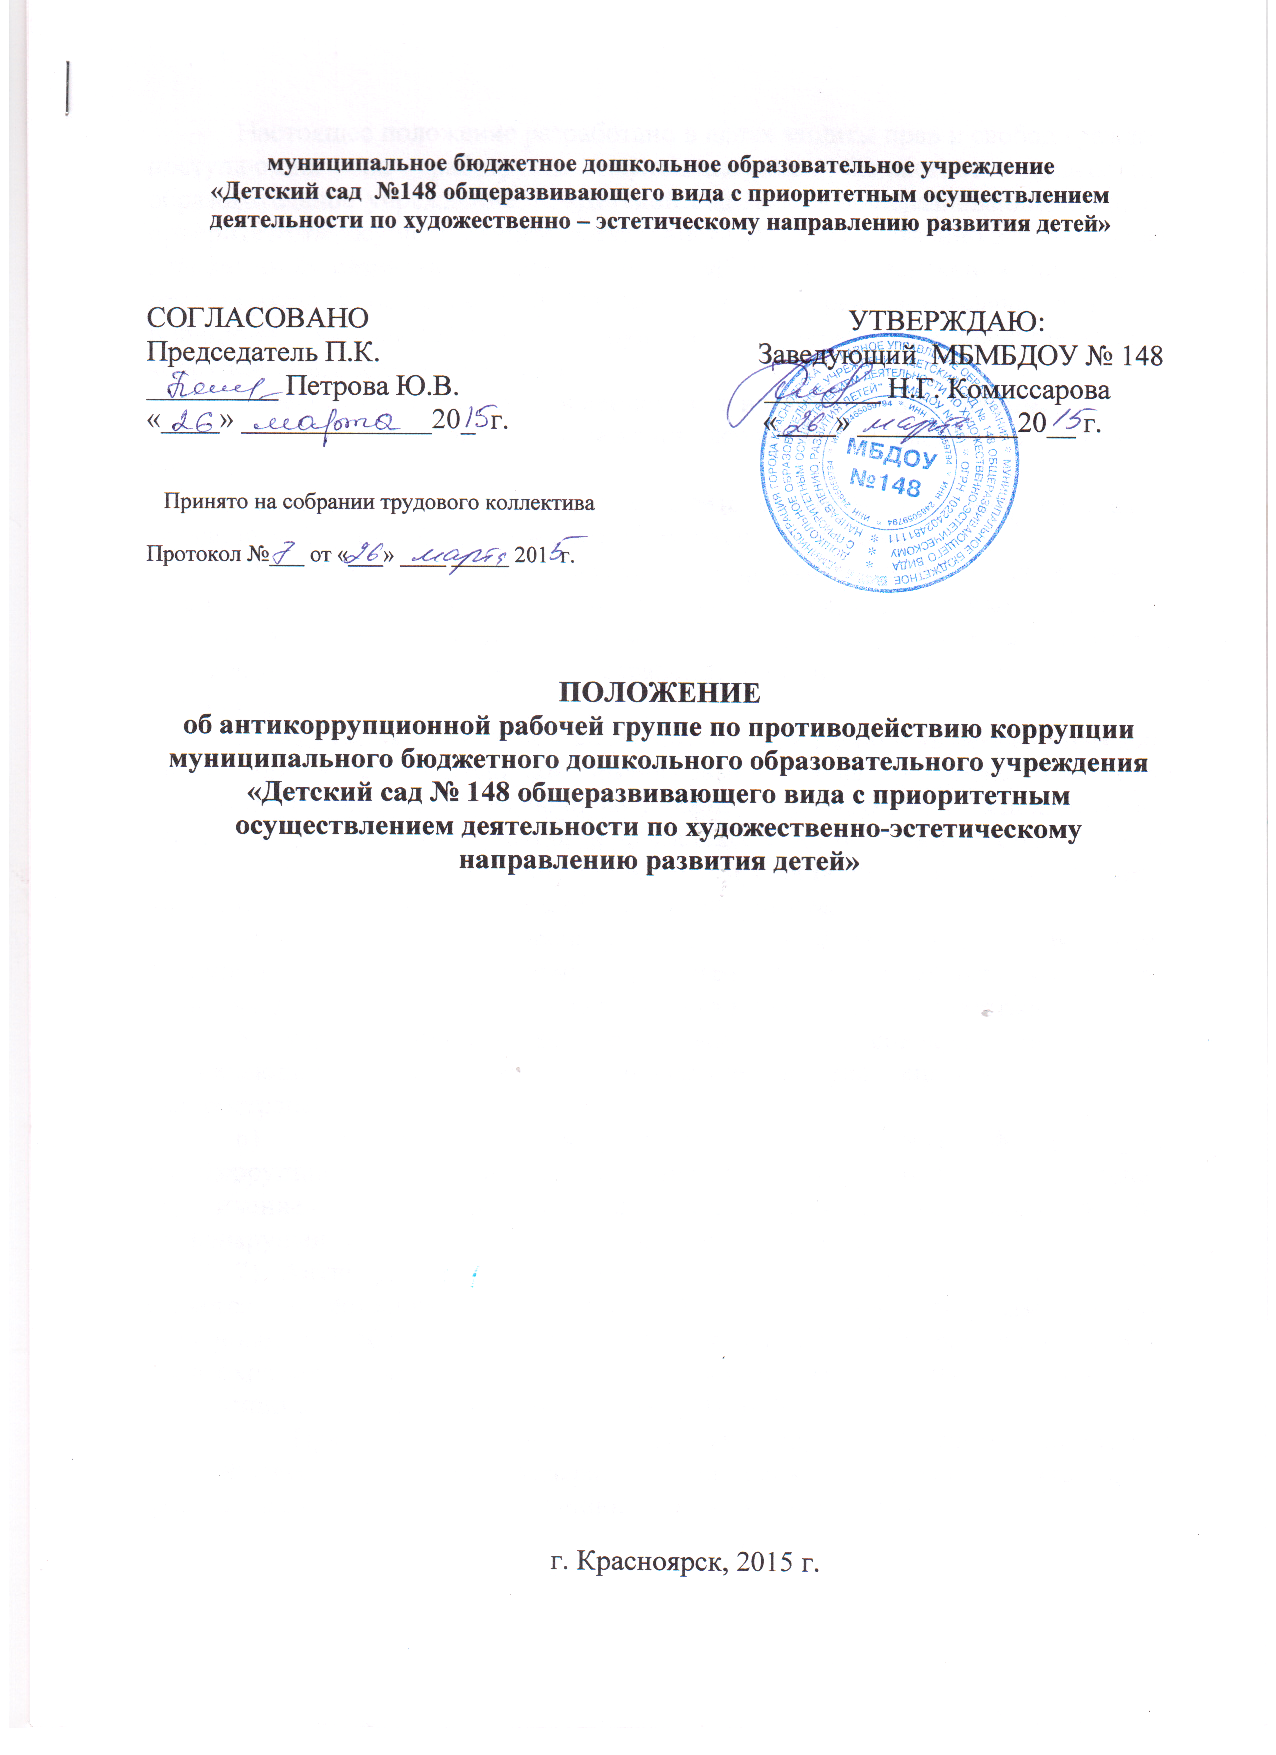 муниципальное бюджетное дошкольное образовательное учреждение
«Детский сад №148 общеразвивающего вида с приоритетным осуществлением
деятельности по художественно – эстетическому направлению развития детей»
СОГЛАСОВАНО
Председатель П.К.
Петрова Ю.В.
«26» марта 2015г.
Принято на собрании трудового коллектива
Протокол №7 от «26» марта 2015г.
УТВЕРЖДАЮ:
Заведующий МБМБДОУ № 148
Н.Г. Комиссарова
«26» марта 2015г.
МБДОУ
№148
ПОЛОЖЕНИЕ
об антикоррупционной рабочей группе по противодействию коррупции
муниципального бюджетного дошкольного образовательного учреждения
«Детский сад № 148 общеразвивающего вида с приоритетным
осуществлением деятельности по художественно-эстетическому
направлению развития детей»
г. Красноярск, 2015 г.